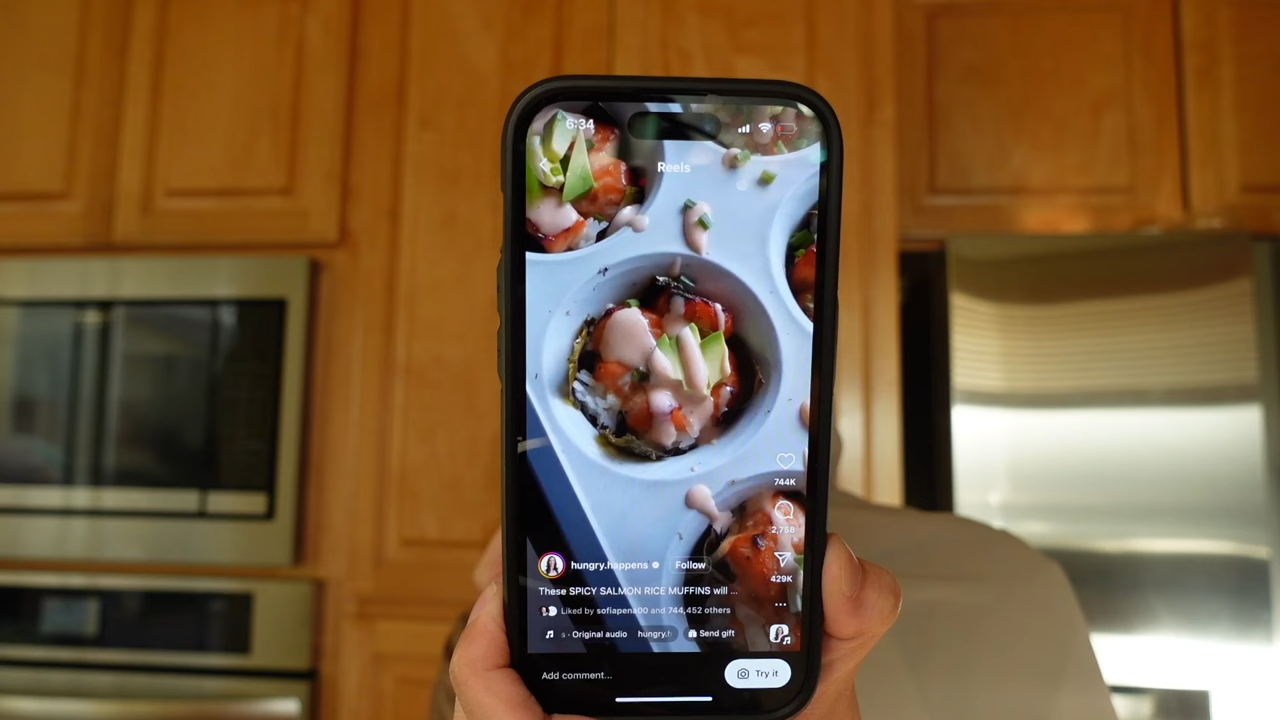 6:34
Reels
744K
2,758
429K
hungry.happens Follow
These SPICY SALMON RICE MUFFINS will ...
Liked by sofiapena00 and 744,452 others
s · Original audio hungry.h Send gift
Add comment... Try it